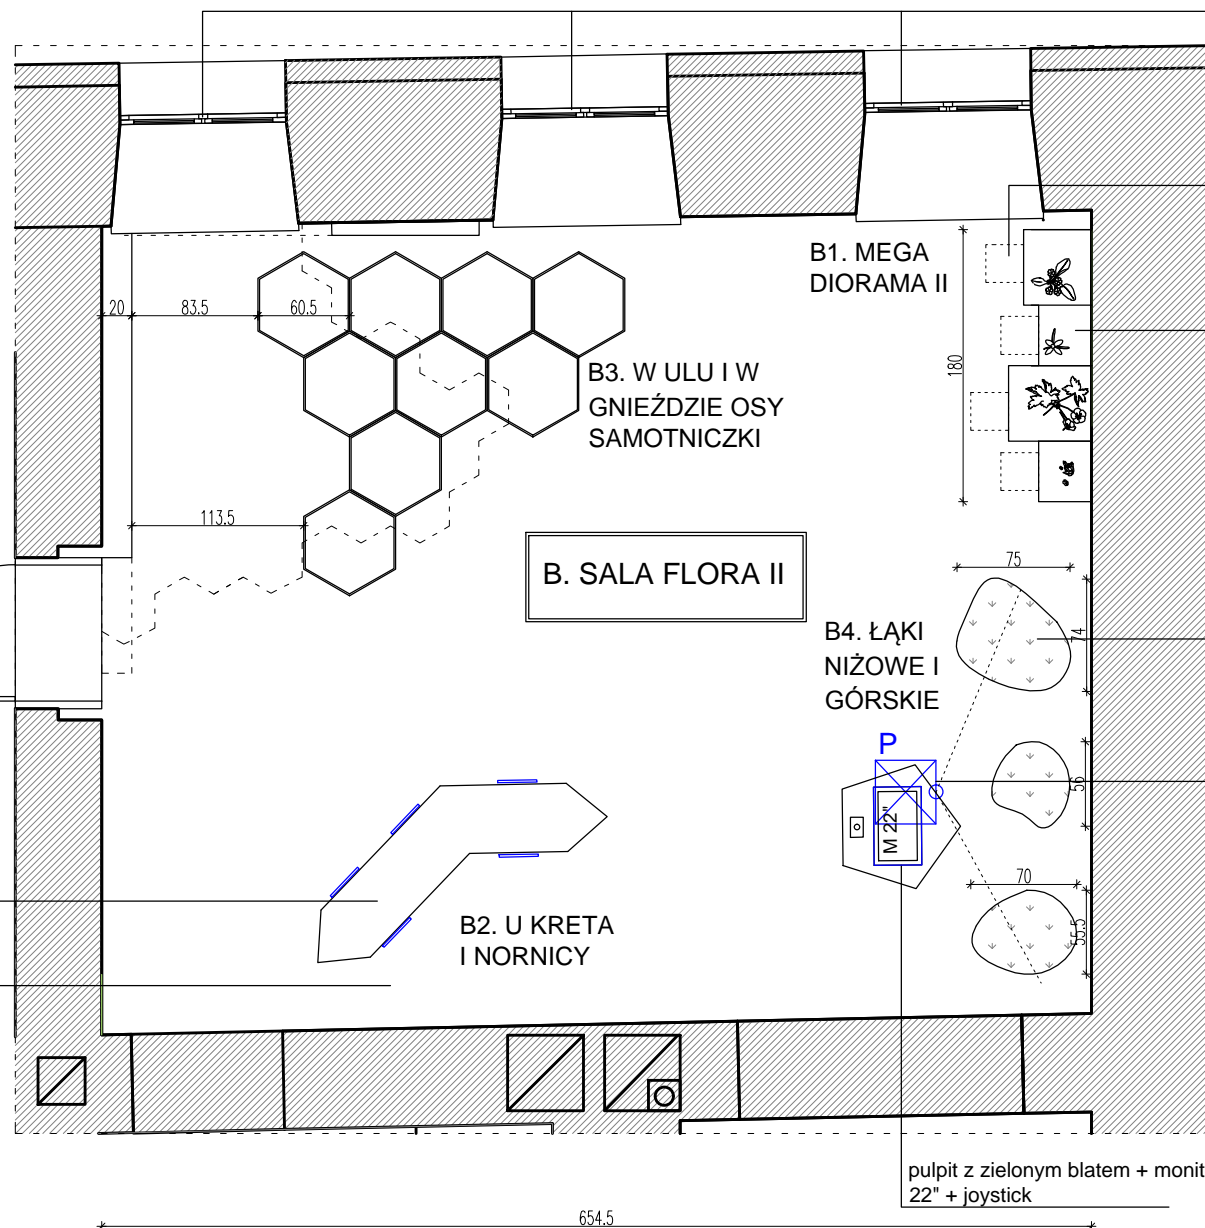 B1. MEGA
DIORAMA II
20
83.5
60.5
180
B3. W ULU I W
GNIEŹDZIE OSY
SAMOTNICZKI
113.5
B. SALA FLORA II
75
74
B4. ŁĄKI
NIŻOWE I
GÓRSKIE
P
M 22"
56
70
55.5
B2. U KRETA
I NORNICY
pulpit z zielonym blatem + monit
22" + joystick
654.5